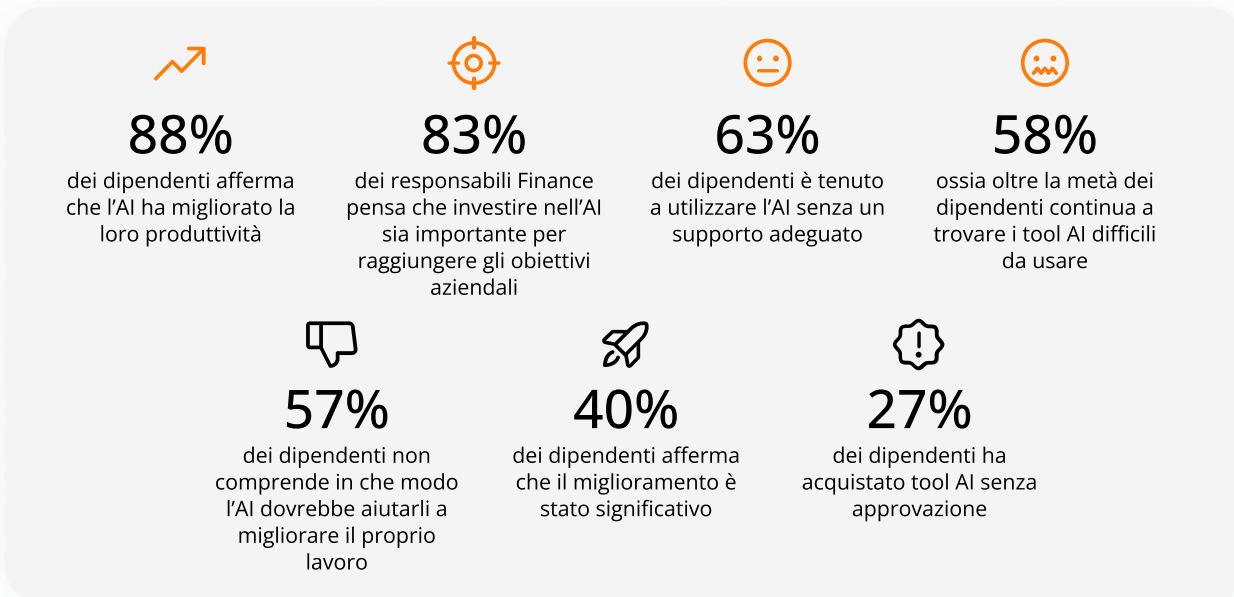 88%
dei dipendenti afferma
che l’AI ha migliorato la
loro produttività
83%
dei responsabili Finance
pensa che investire nell’AI
sia importante per
raggiungere gli obiettivi
aziendali
63%
dei dipendenti è tenuto
a utilizzare l’AI senza un
supporto adeguato
58%
ossia oltre la metà dei
dipendenti continua a
trovare i tool AI difficili
da usare
57%
dei dipendenti non
comprende in che modo
l’AI dovrebbe aiutarli a
migliorare il proprio
lavoro
40%
dei dipendenti afferma
che il miglioramento è
stato significativo
27%
dei dipendenti ha
acquistato tool AI senza
approvazione